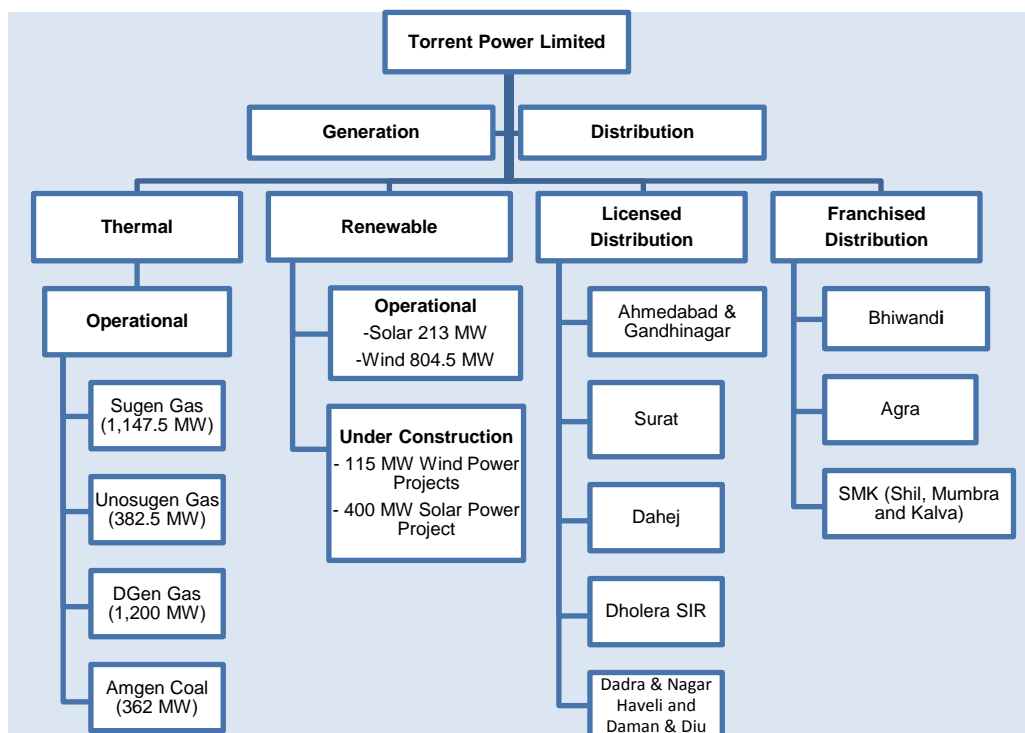 Torrent Power Limited
Generation
Distribution
Thermal
Renewable
Licensed
Distribution
Franchised
Distribution
Operational
Sugen Gas
(1,147.5 MW)
Unosugen Gas
(382.5 MW)
DGen Gas
(1,200 MW)
Amgen Coal
(362 MW)
Operational
-Solar 213 MW
-Wind 804.5 MW
Under Construction
- 115 MW Wind Power
Projects
- 400 MW Solar Power
Project
Ahmedabad &
Gandhinagar
Surat
Dahej
Dholera SIR
Dadra & Nagar
Haveli and
Daman & Diu
Bhiwandi
Agra
SMK (Shil, Mumbra
and Kalva)